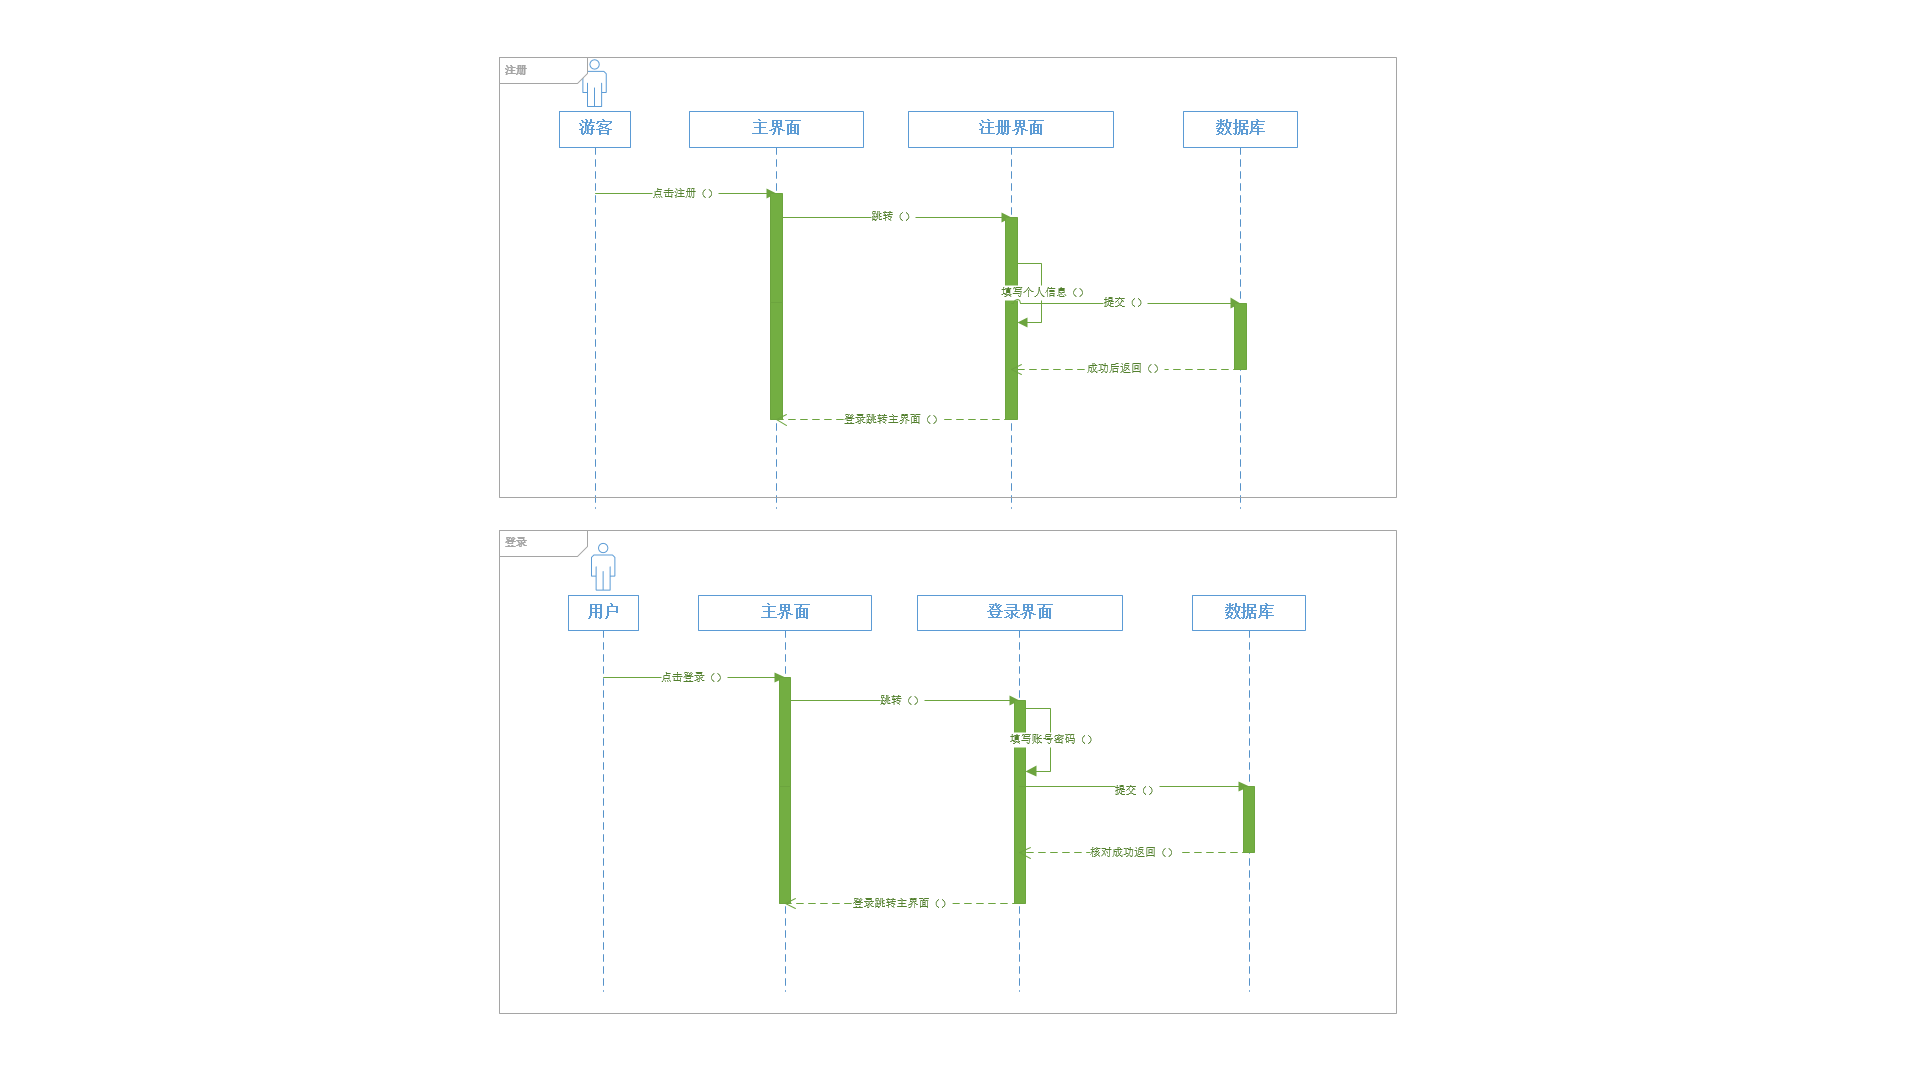 注册
游客
主界面
注册界面
数据库
点击注册（）
跳转（）
填写个人信息（）
提交（）
成功后返回（）
登录跳转主界面（）
登录
用户
主界面
登录界面
数据库
点击登录（）
跳转（）
填写账号密码（）
提交（）
核对成功返回（）
登录跳转主界面（）